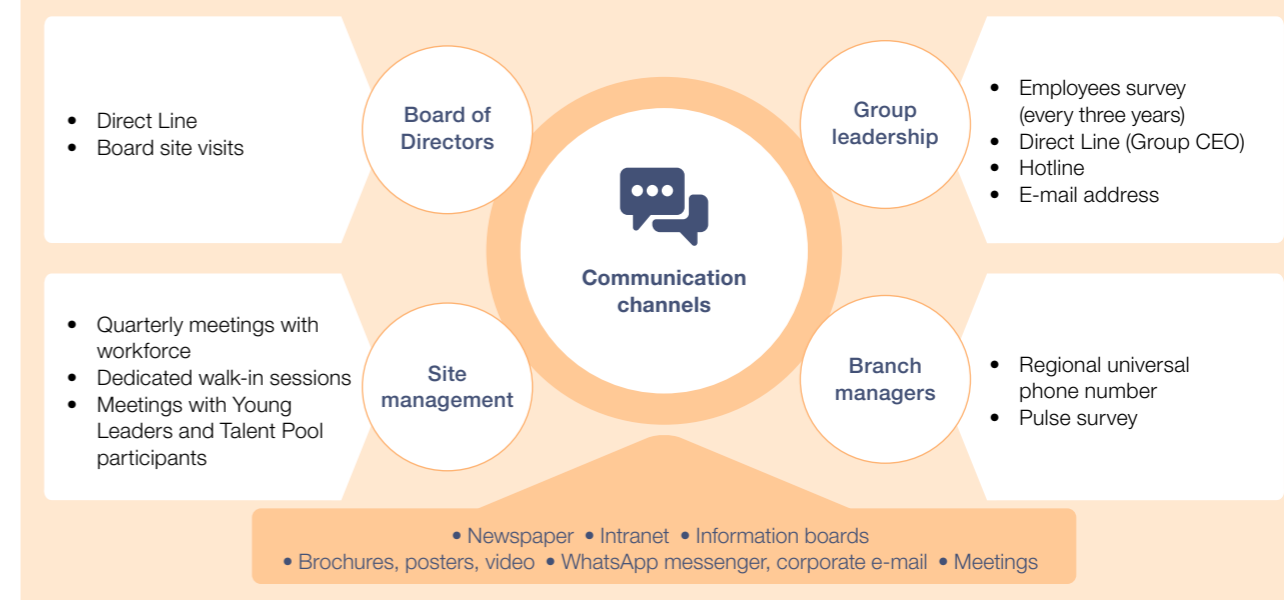 • Direct Line
• Board site visits
Board of
Directors
Group
leadership
• Employees survey
(every three years)
• Direct Line (Group CEO)
• Hotline
• E-mail address
Communication
channels
• Quarterly meetings with
workforce
• Dedicated walk-in sessions
• Meetings with Young
Leaders and Talent Pool
participants
Site
management
Branch
managers
• Regional universal
phone number
• Pulse survey
• Newspaper • Intranet • Information boards
• Brochures, posters, video • WhatsApp messenger, corporate e-mail • Meetings